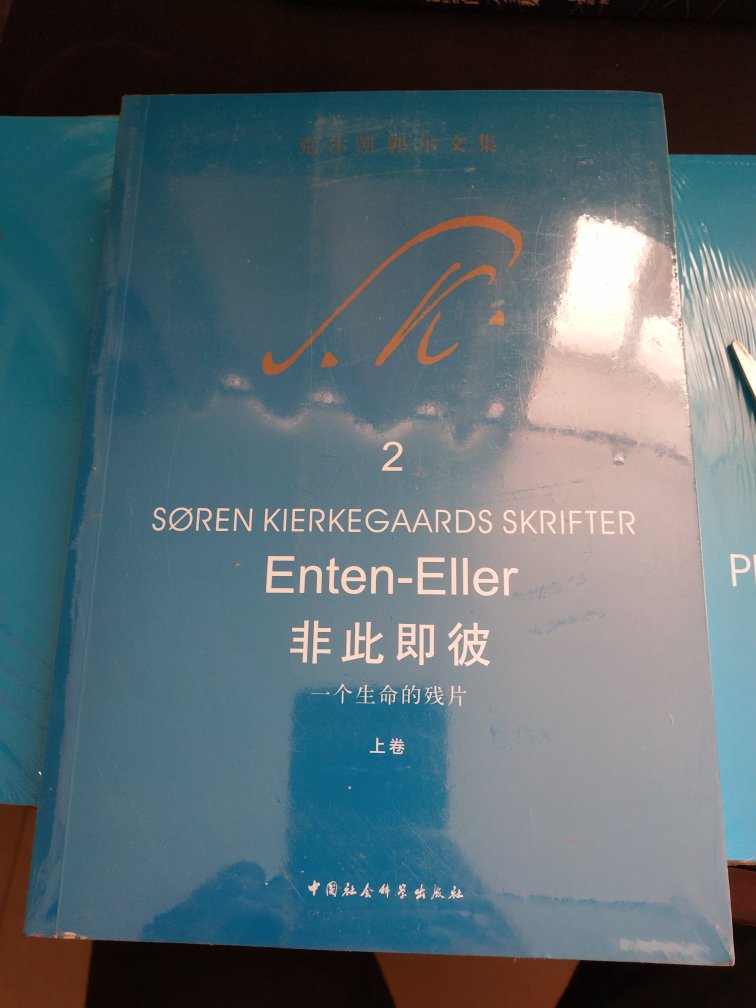 克尔凯郭尔文集
S. K.
2
SØREN KIERKEGAARDS SKRIFTER
Enten-Eller
非此即彼
一个生命的残片
上卷
中国社会科学出版社